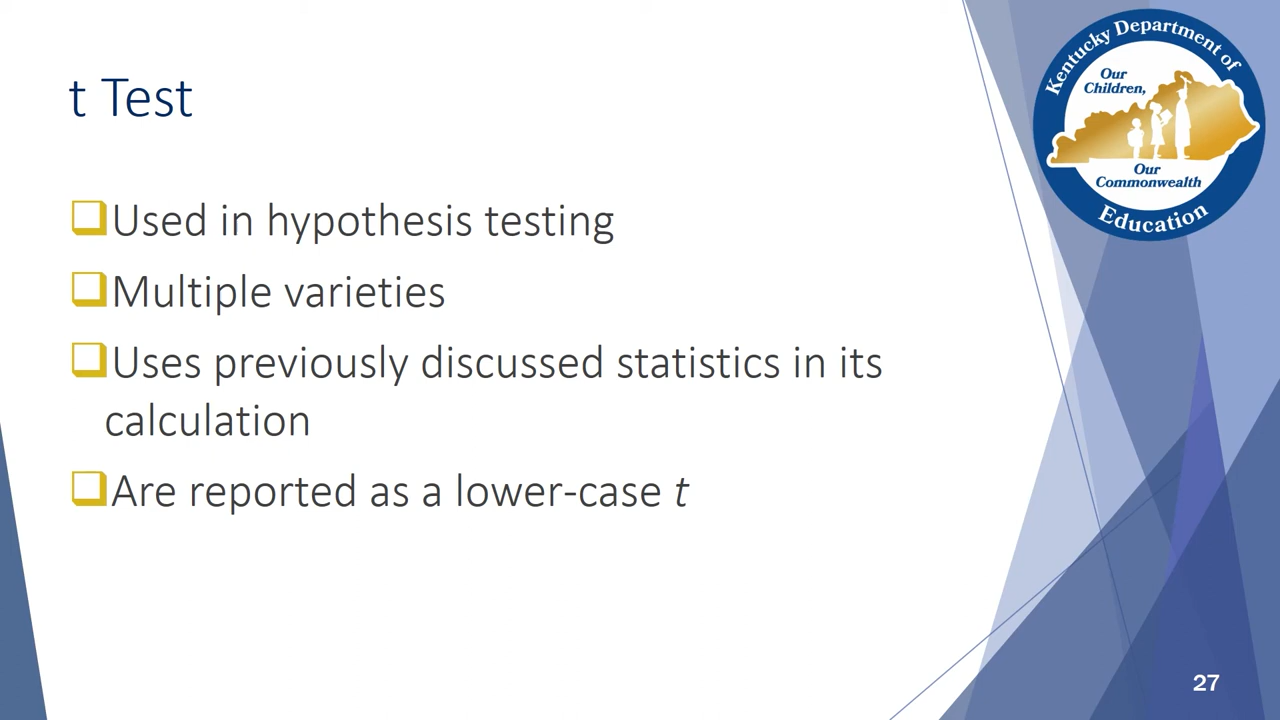 t Test
Used in hypothesis testing
Multiple varieties
Uses previously discussed statistics in its
calculation
Are reported as a lower-case t
Kentucky Department of
Our
Children,
Our
Commonwealth
Education
27